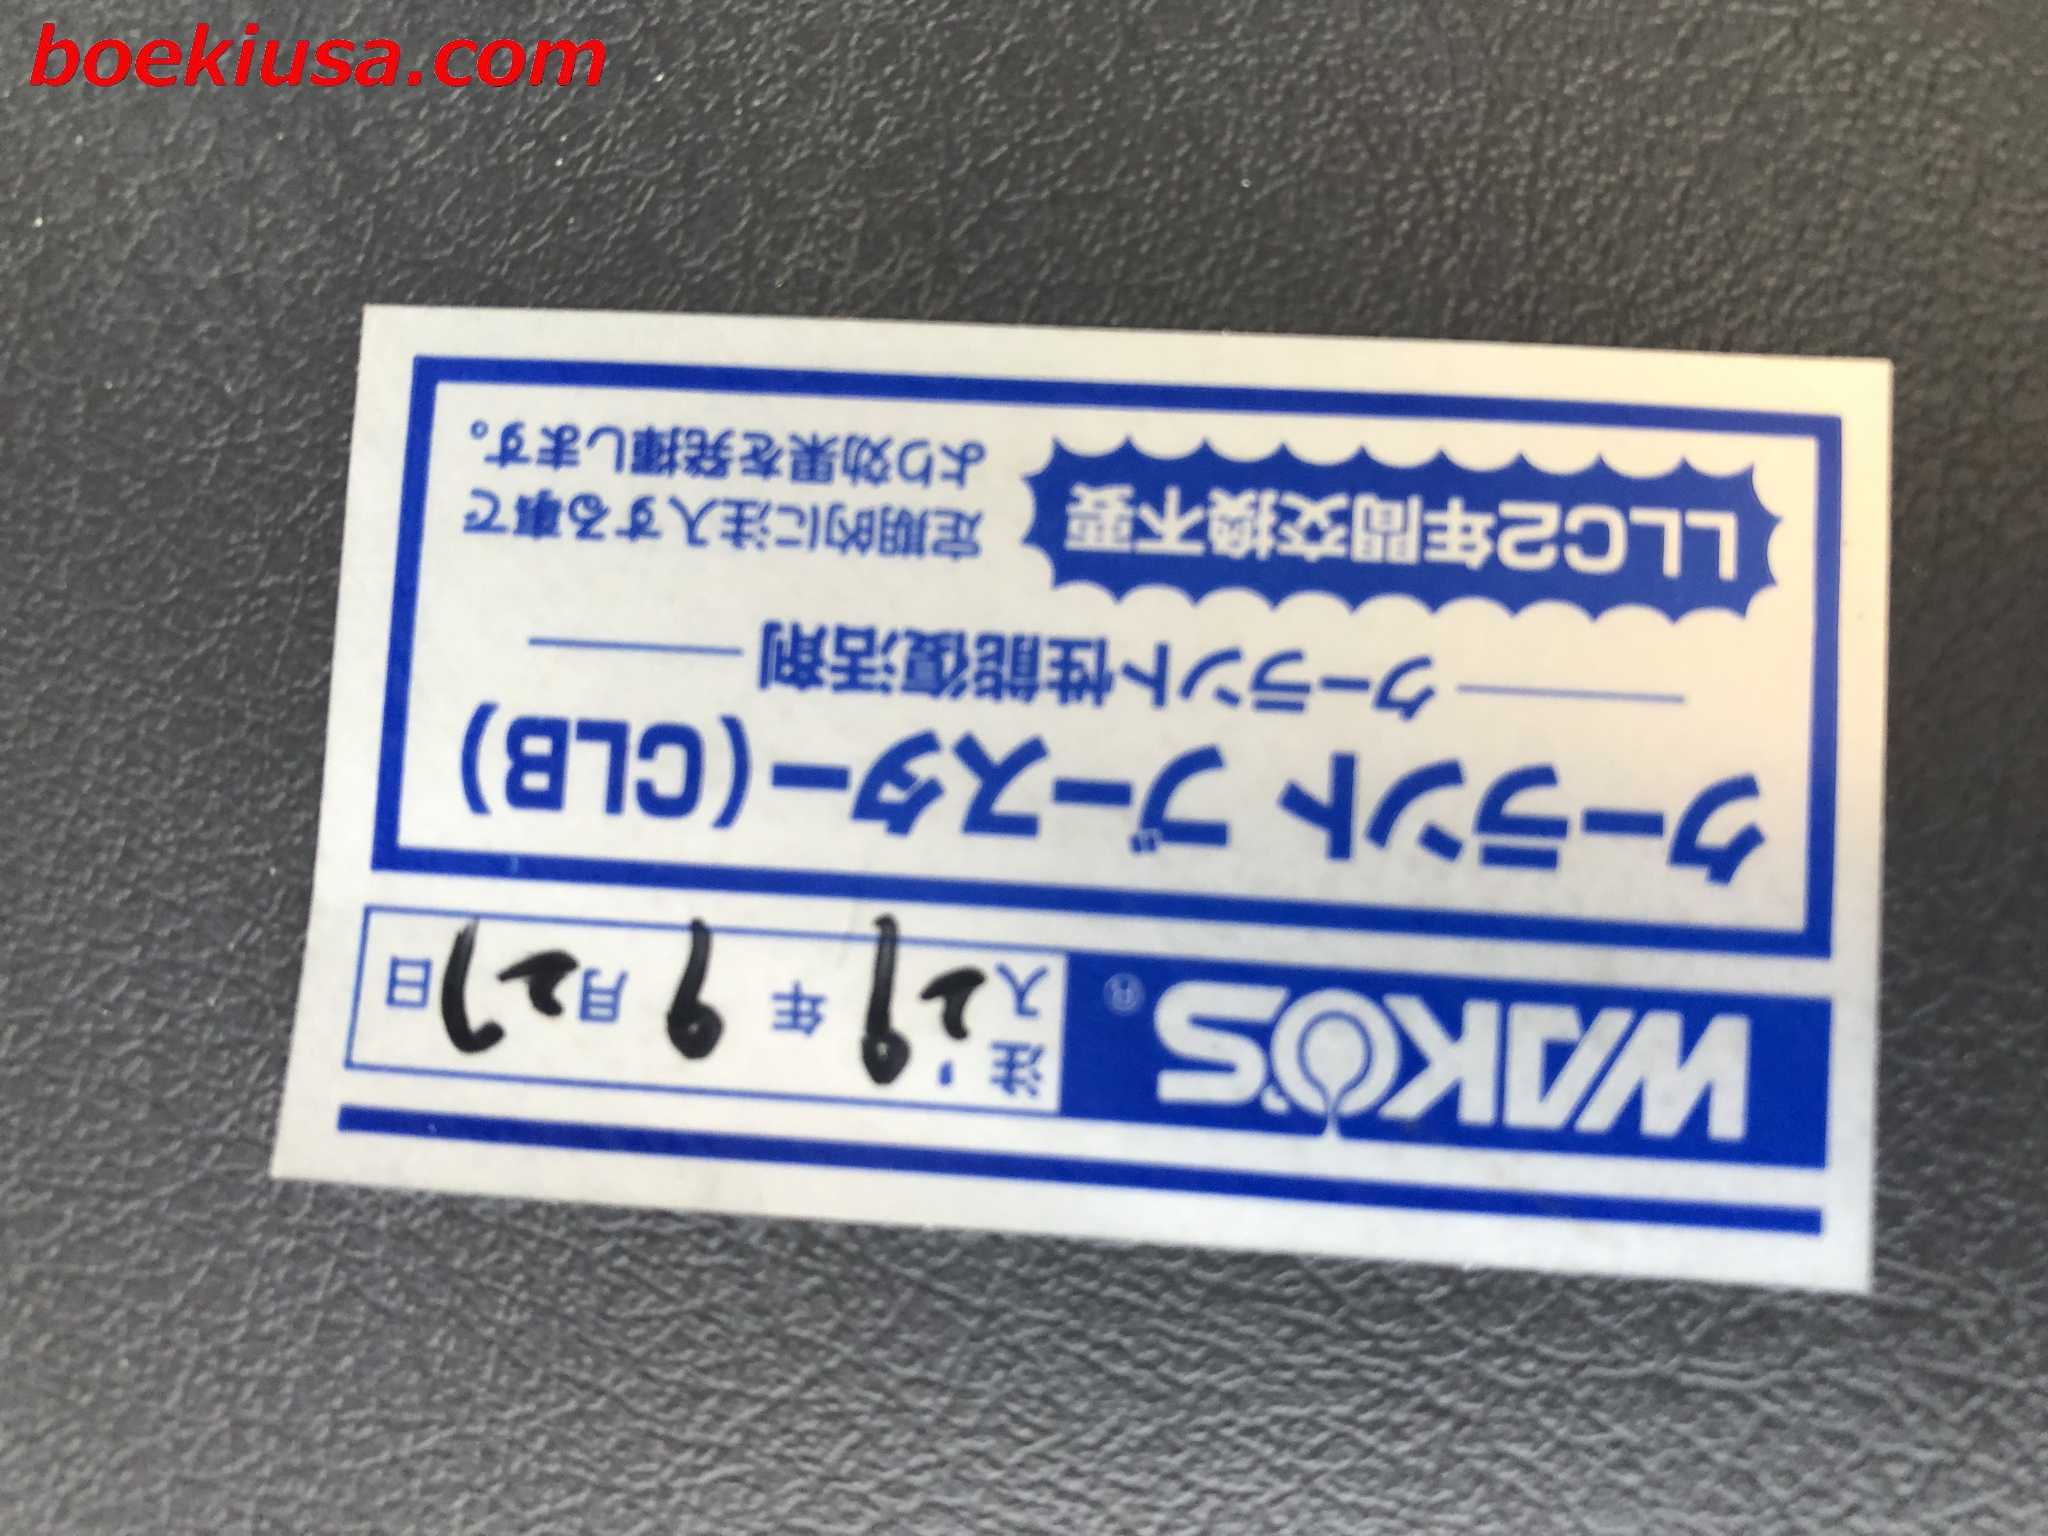 boekiusa.com
WAKO'S®
注入 '29年9月27日
クーラント ブースター(CLB)
クーラント性能復活剤
LLC2年間交換不要
定期的に注入する事で
より効果を発揮します。